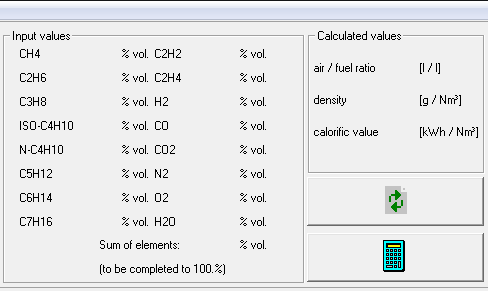 Input values
CH4 % vol. C2H2 % vol.
C2H6 % vol. C2H4 % vol.
C3H8 % vol. H2 % vol.
ISO-C4H10 % vol. CO % vol.
N-C4H10 % vol. CO2 % vol.
C5H12 % vol. N2 % vol.
C6H14 % vol. O2 % vol.
C7H16 % vol. H2O % vol.
Sum of elements: % vol.
(to be completed to 100.%)
Calculated values
air / fuel ratio [l / l]
density [g / Nm³]
calorific value [kWh / Nm³]